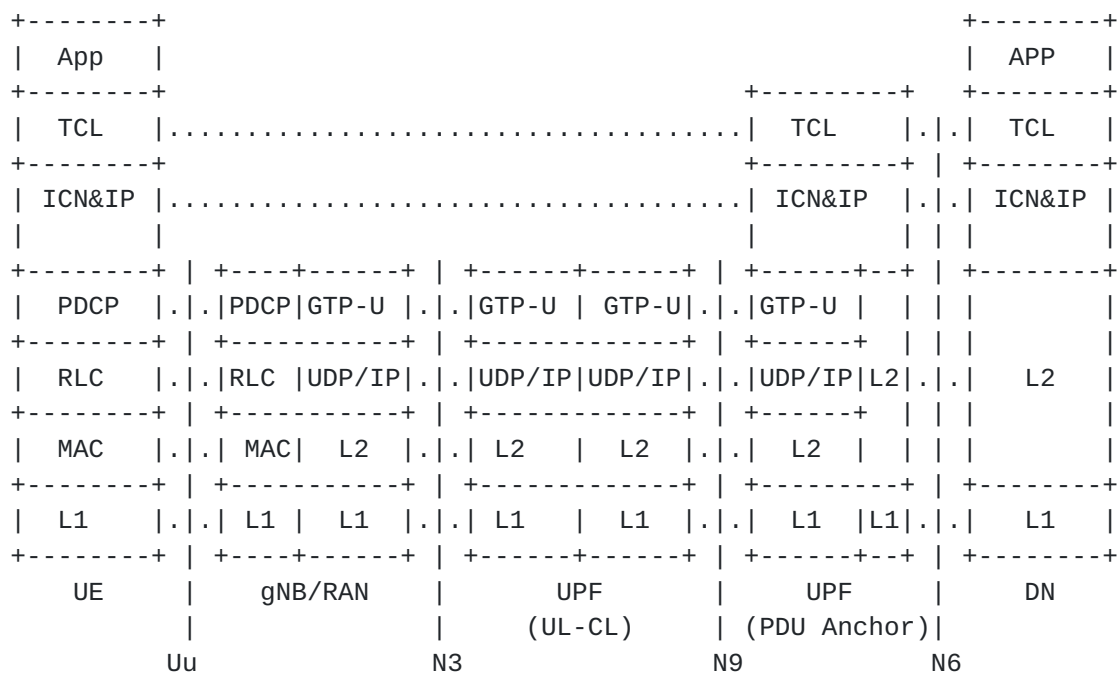 +--------+ +--------+
| App | | APP |
+--------+ +---------+ +--------+
| TCL |.....................................| TCL |.|.| TCL |
+--------+ +---------+ | +--------+
| ICN&IP |.....................................| ICN&IP |.|.| ICN&IP |
| | | | | | |
+--------+ | +----+------+ | +------+------+ | +------+--+ | +--------+
| PDCP |.|.|PDCP|GTP-U |.|.|GTP-U | GTP-U|.|.|GTP-U | | | | |
+--------+ | +-----------+ | +-------------+ | +------+ | | | |
| RLC |.|.|RLC |UDP/IP|.|.|UDP/IP|UDP/IP|.|.|UDP/IP|L2|.|.| L2 |
+--------+ | +-----------+ | +-------------+ | +------+ | | | |
| MAC |.|.| MAC| L2 |.|.| L2 | L2 |.|.| L2 | | | | |
+--------+ | +-----------+ | +-------------+ | +---------+ | +--------+
| L1 |.|.| L1 | L1 |.|.| L1 | L1 |.|.| L1 |L1|.|.| L1 |
+--------+ | +----+------+ | +------+------+ | +------+--+ | +--------+
UE | gNB/RAN | UPF | UPF | DN
| | (UL-CL) | (PDU Anchor)|
Uu N3 N9 N6